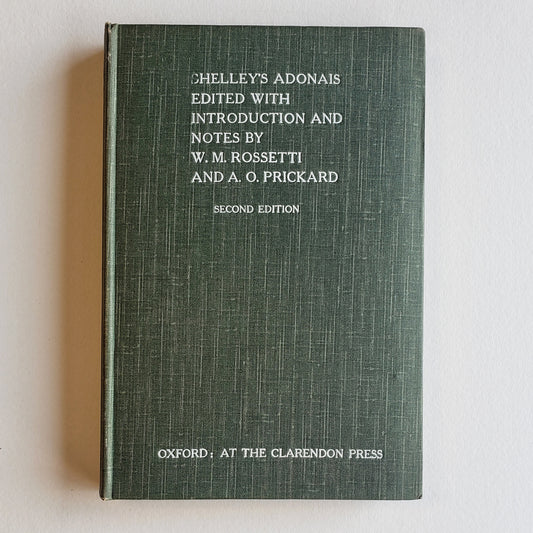 SHELLEY'S ADONAIS
EDITED WITH
INTRODUCTION AND
NOTES BY
W. M. ROSSETTI
AND A. O. PRICKARD
SECOND EDITION
OXFORD: AT THE CLARENDON PRESS